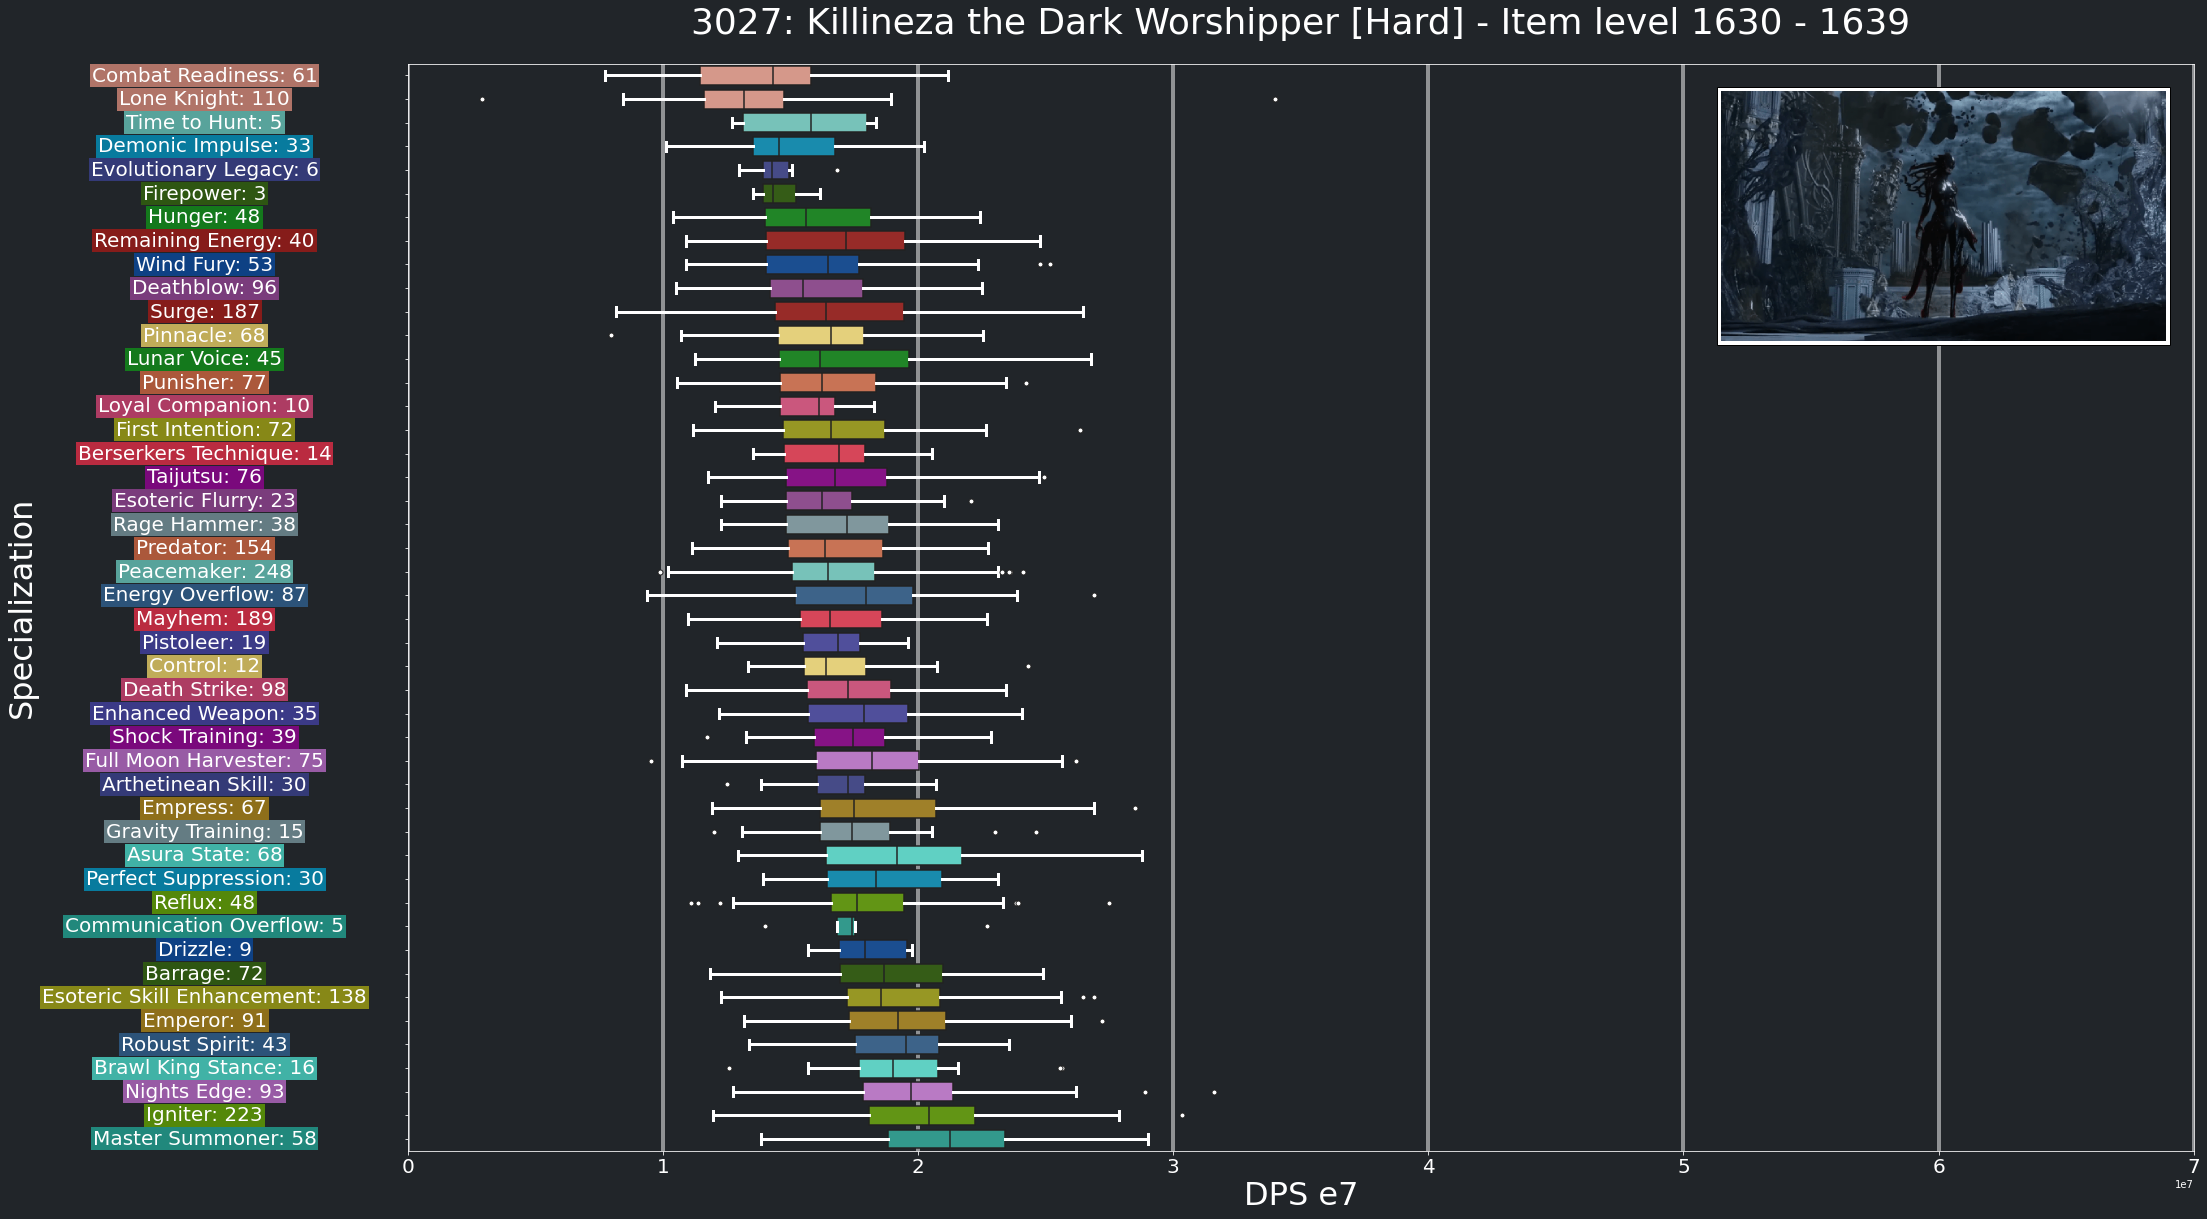 3027: Killineza the Dark Worshipper [Hard] - Item level 1630 - 1639
Specialization
Combat Readiness: 61
Lone Knight: 110
Time to Hunt: 5
Demonic Impulse: 33
Evolutionary Legacy: 6
Firepower: 3
Hunger: 48
Remaining Energy: 40
Wind Fury: 53
Deathblow: 96
Surge: 187
Pinnacle: 68
Lunar Voice: 45
Punisher: 77
Loyal Companion: 10
First Intention: 72
Berserkers Technique: 14
Taijutsu: 76
Esoteric Flurry: 23
Rage Hammer: 38
Predator: 154
Peacemaker: 248
Energy Overflow: 87
Mayhem: 189
Pistoleer: 19
Control: 12
Death Strike: 98
Enhanced Weapon: 35
Shock Training: 39
Full Moon Harvester: 75
Arthetinean Skill: 30
Empress: 67
Gravity Training: 15
Asura State: 68
Perfect Suppression: 30
Reflux: 48
Communication Overflow: 5
Drizzle: 9
Barrage: 72
Esoteric Skill Enhancement: 138
Emperor: 91
Robust Spirit: 43
Brawl King Stance: 16
Nights Edge: 93
Igniter: 223
Master Summoner: 58
0 1 2 3 4 5 6 7
1e7
DPS e7